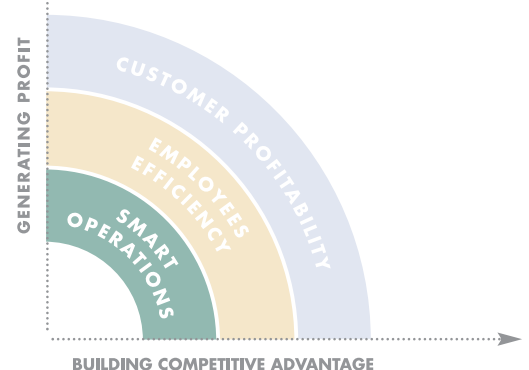 GENERATING PROFIT
CUSTOMER PROFITABILITY
EMPLOYEES
EFFICIENCY
SMART
OPERATIONS
BUILDING COMPETITIVE ADVANTAGE